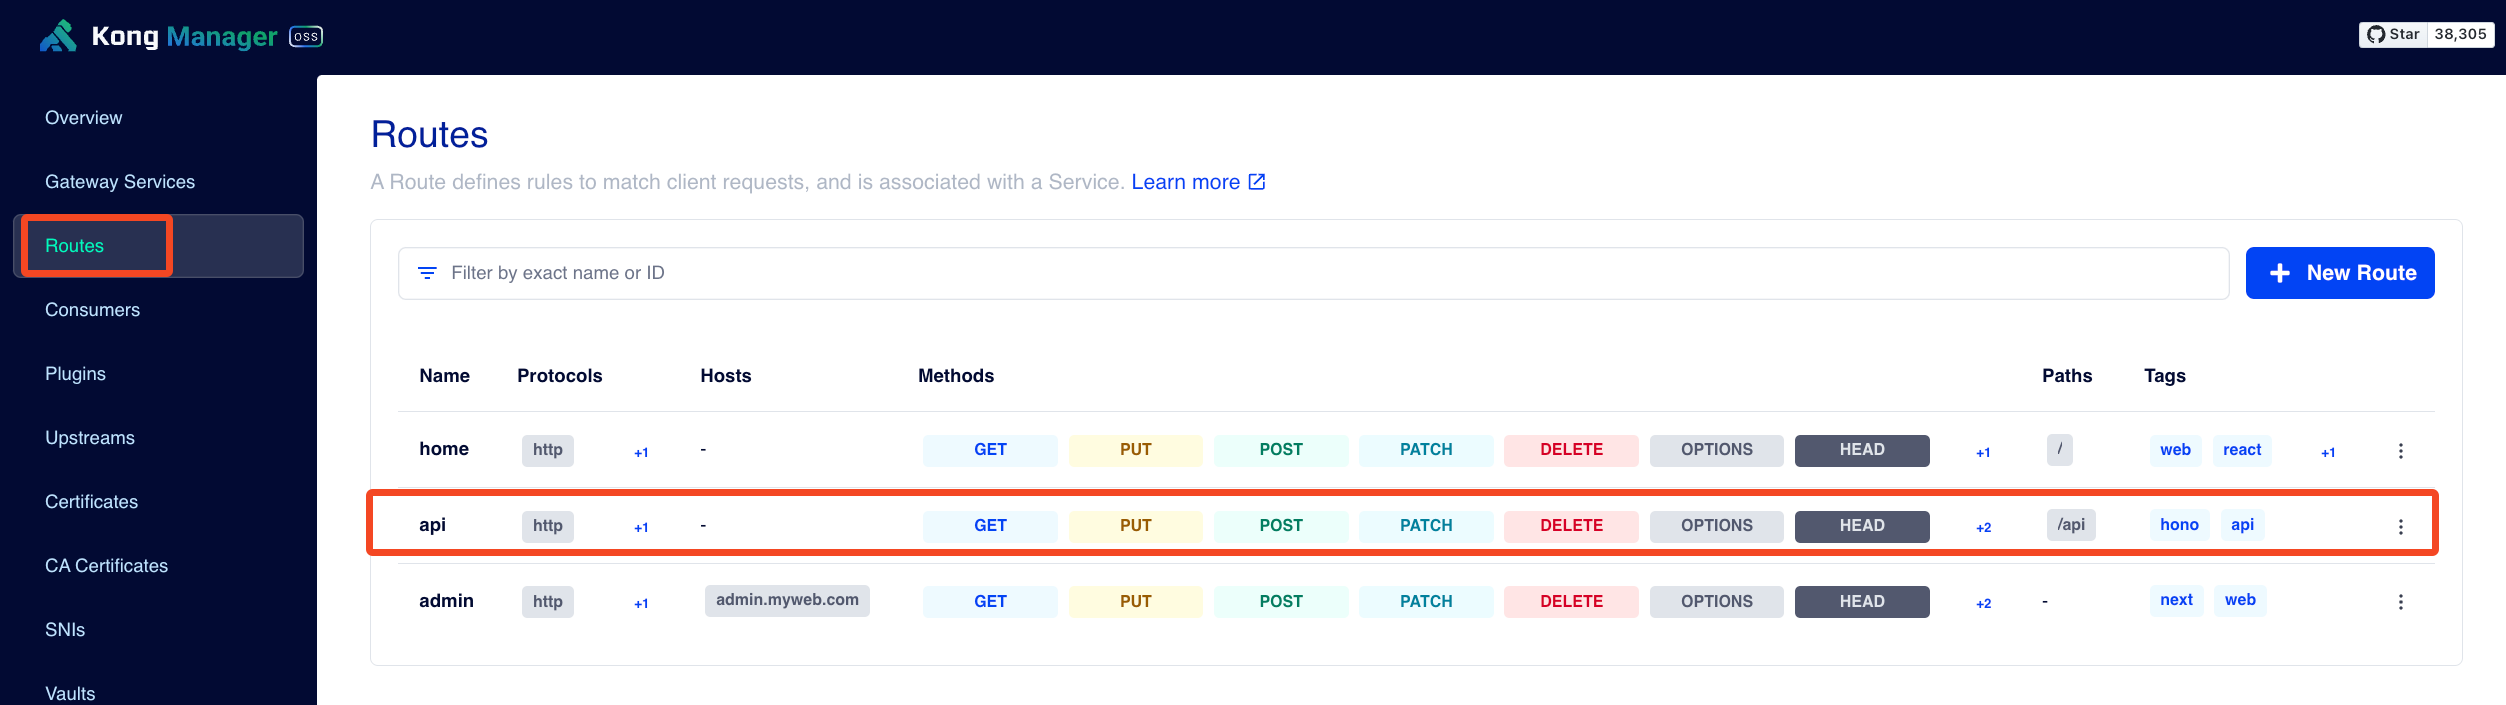 Kong Manager OSS
Star 38,305
Overview
Gateway Services
Routes
Consumers
Plugins
Upstreams
Certificates
CA Certificates
SNIs
Vaults
Routes
A Route defines rules to match client requests, and is associated with a Service. Learn more
Filter by exact name or ID
New Route
Name Protocols Hosts Methods Paths Tags
home http +1 - GET PUT POST PATCH DELETE OPTIONS HEAD +1 / web react +1
api http +1 - GET PUT POST PATCH DELETE OPTIONS HEAD +2 /api hono api
admin http +1 admin.myweb.com GET PUT POST PATCH DELETE OPTIONS HEAD +2 - next web